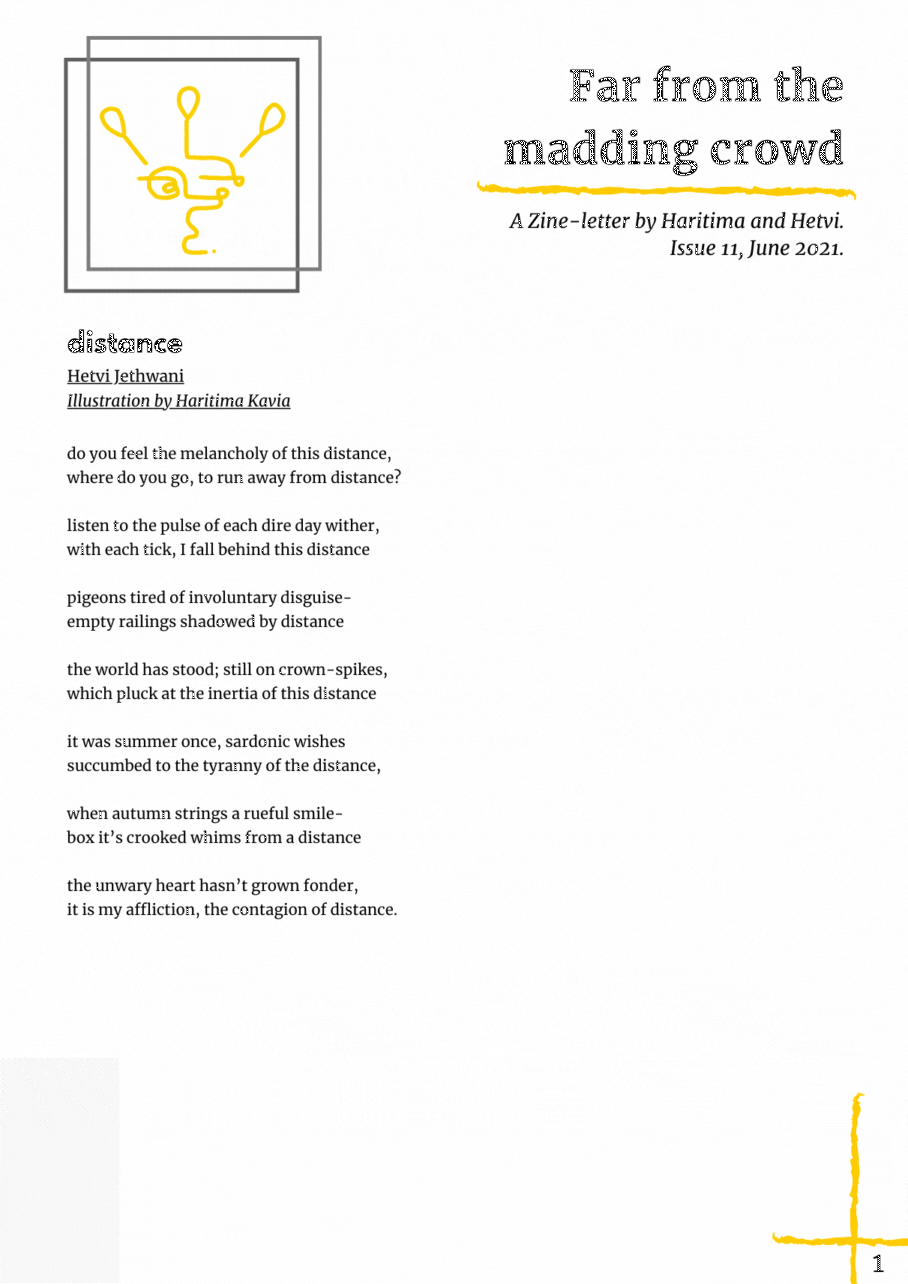 Far from the
madding crowd
A Zine-letter by Haritima and Hetvi.
Issue 11, June 2021.
distance
Hetvi Jethwani
Illustration by Haritima Kavia
do you feel the melancholy of this distance,
where do you go, to run away from distance?
listen to the pulse of each dire day wither,
with each tick, I fall behind this distance
pigeons tired of involuntary disguise-
empty railings shadowed by distance
the world has stood; still on crown-spikes,
which pluck at the inertia of this distance
it was summer once, sardonic wishes
succumbed to the tyranny of the distance,
when autumn strings a rueful smile-
box it's crooked whims from a distance
the unwary heart hasn't grown fonder,
it is my affliction, the contagion of distance.
1